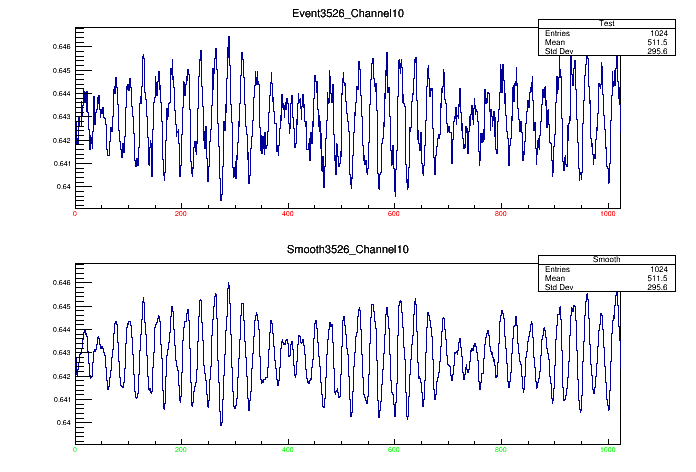 Event3526_Channel10
Test
Entries 1024
Mean 511.5
Std Dev 295.6
0.646
0.645
0.644
0.643
0.642
0.641
0.64
0 200 400 600 800 1000
Smooth3526_Channel10
Smooth
Entries 1024
Mean 511.5
Std Dev 295.6
0.646
0.645
0.644
0.643
0.642
0.641
0.64
0 200 400 600 800 1000